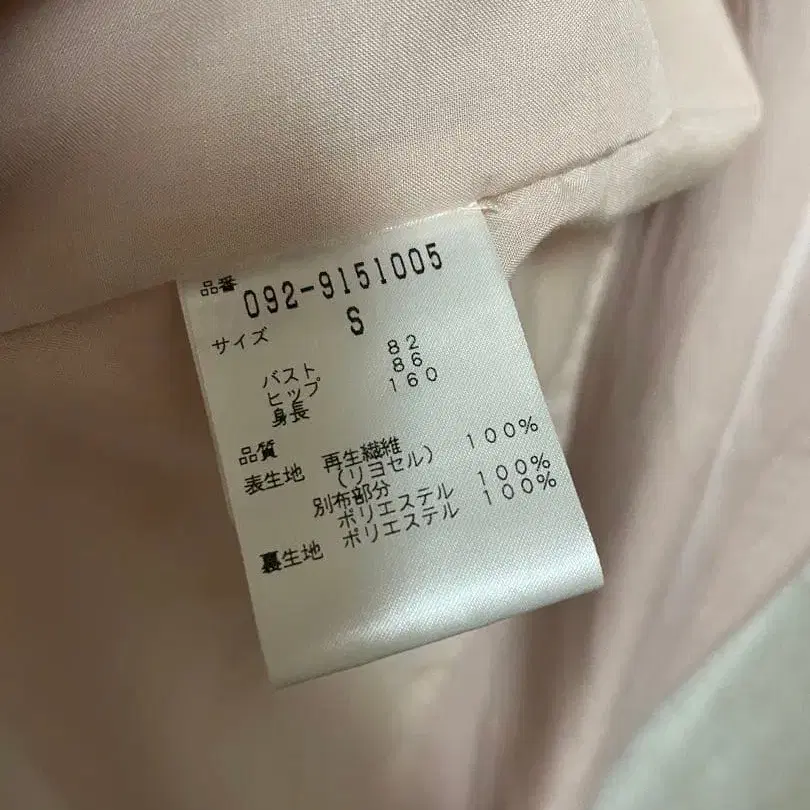 品番 092-9151005
サイズ S
バスト 82
ヒップ 86
身長 160
品質
表生地 再生繊維 100%
(リヨセル)
別布部分
ポリエステル 100%
裏生地 ポリエステル 100%